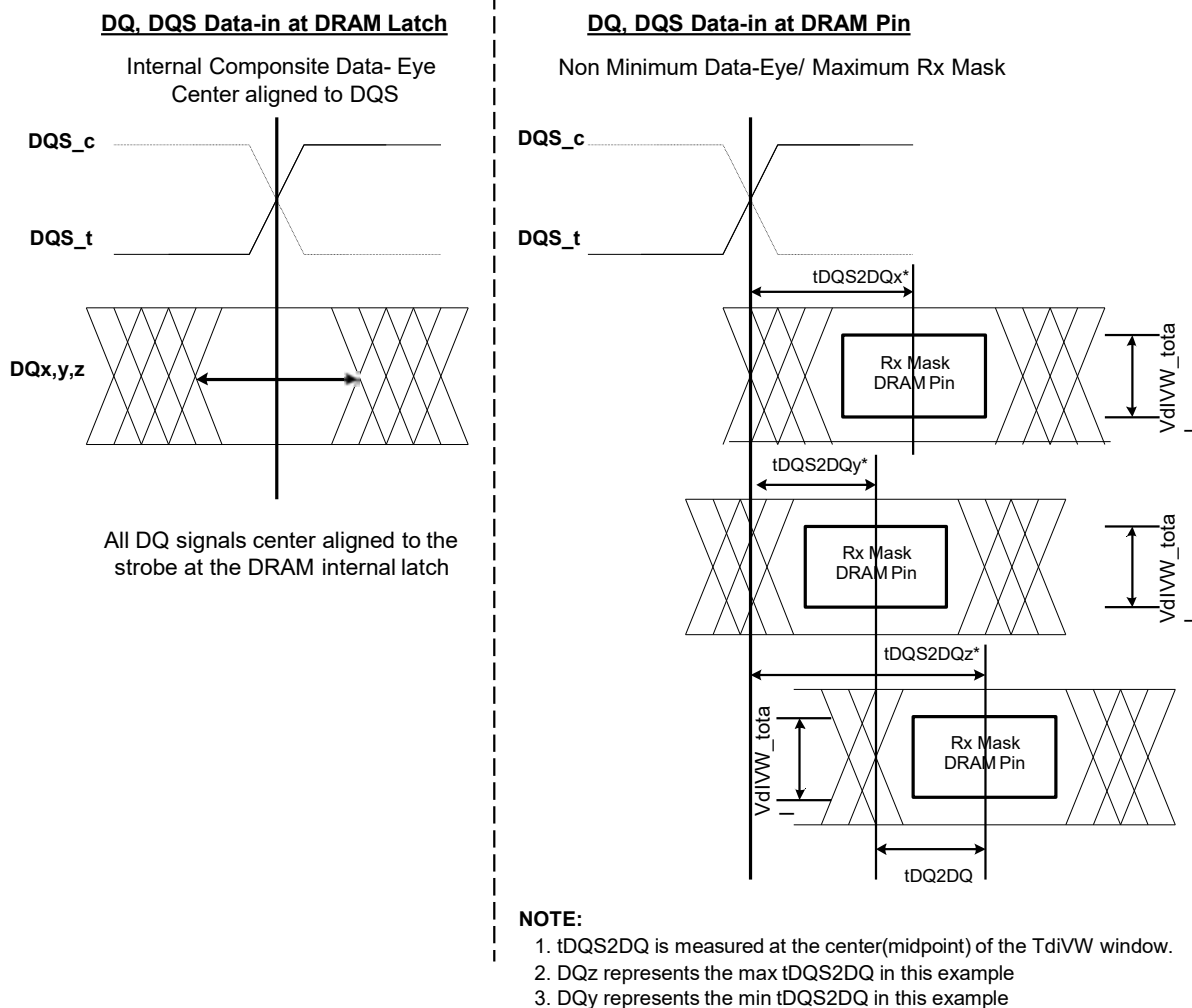 DQ, DQS Data-in at DRAM Latch
Internal Componsite Data- Eye
Center aligned to DQS
DQS_c
DQS_t
DQx,y,z
All DQ signals center aligned to the
strobe at the DRAM internal latch
DQ, DQS Data-in at DRAM Pin
Non Minimum Data-Eye/ Maximum Rx Mask
DQS_c
DQS_t
tDQS2DQx*
Rx Mask
DRAM Pin
VdIVW_tota
l
tDQS2DQy*
Rx Mask
DRAM Pin
VdIVW_tota
l
tDQS2DQz*
VdIVW_tota
l
Rx Mask
DRAM Pin
tDQ2DQ
NOTE:
1. tDQS2DQ is measured at the center(midpoint) of the TdiVW window.
2. DQz represents the max tDQS2DQ in this example
3. DQy represents the min tDQS2DQ in this example